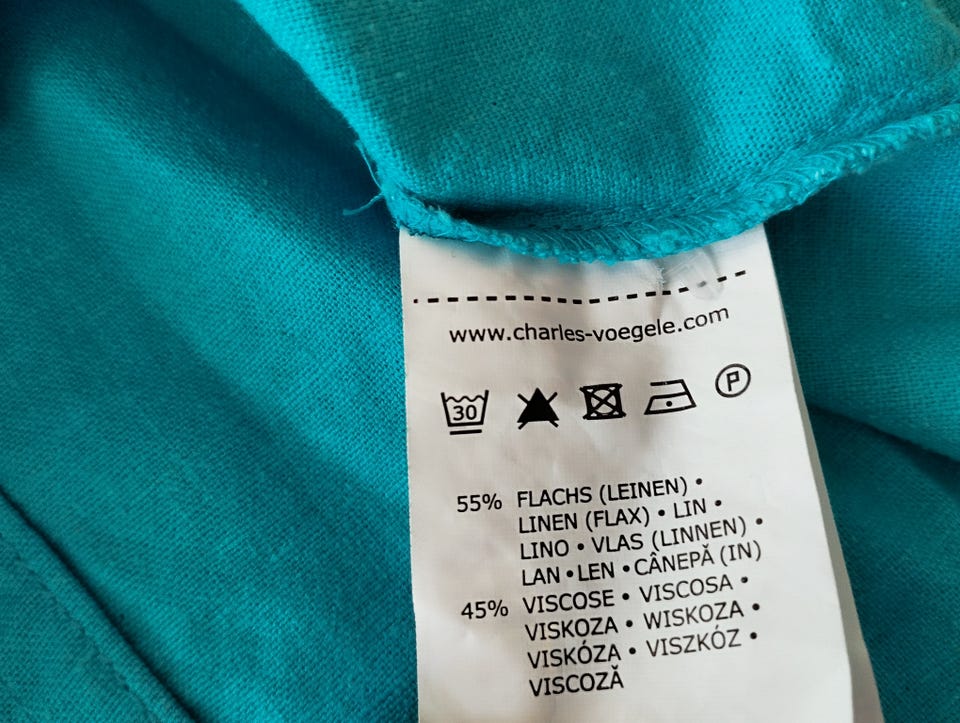 www.charles-voegele.com
30 P
55% FLACHS (LEINEN) •
LINEN (FLAX) • LIN •
LINO • VLAS (LINNEN) •
LAN • LEN • CÂNEPĂ (IN)
45% VISCOSE • VISCOSA •
VISKOZA • WISKOZA •
VISKÓZA • VISZKÓZ •
VISCOZĂ